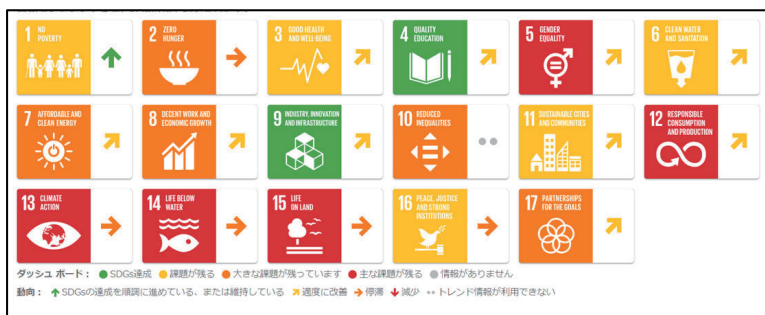 1 NO POVERTY
2 ZERO HUNGER
3 GOOD HEALTH AND WELL-BEING
4 QUALITY EDUCATION
5 GENDER EQUALITY
6 CLEAN WATER AND SANITATION
7 AFFORDABLE AND CLEAN ENERGY
8 DECENT WORK AND ECONOMIC GROWTH
9 INDUSTRY, INNOVATION AND INFRASTRUCTURE
10 REDUCED INEQUALITIES
11 SUSTAINABLE CITIES AND COMMUNITIES
12 RESPONSIBLE CONSUMPTION AND PRODUCTION
13 CLIMATE ACTION
14 LIFE BELOW WATER
15 LIFE ON LAND
16 PEACE, JUSTICE AND STRONG INSTITUTIONS
17 PARTNERSHIPS FOR THE GOALS
ダッシュ ボード： SDGs達成 課題が残る 大きな課題が残っています 主な課題が残る 情報がありません
動向： SDGsの達成を順調に進めている、または維持している 適度に改善 停滞 減少 トレンド情報が利用できない